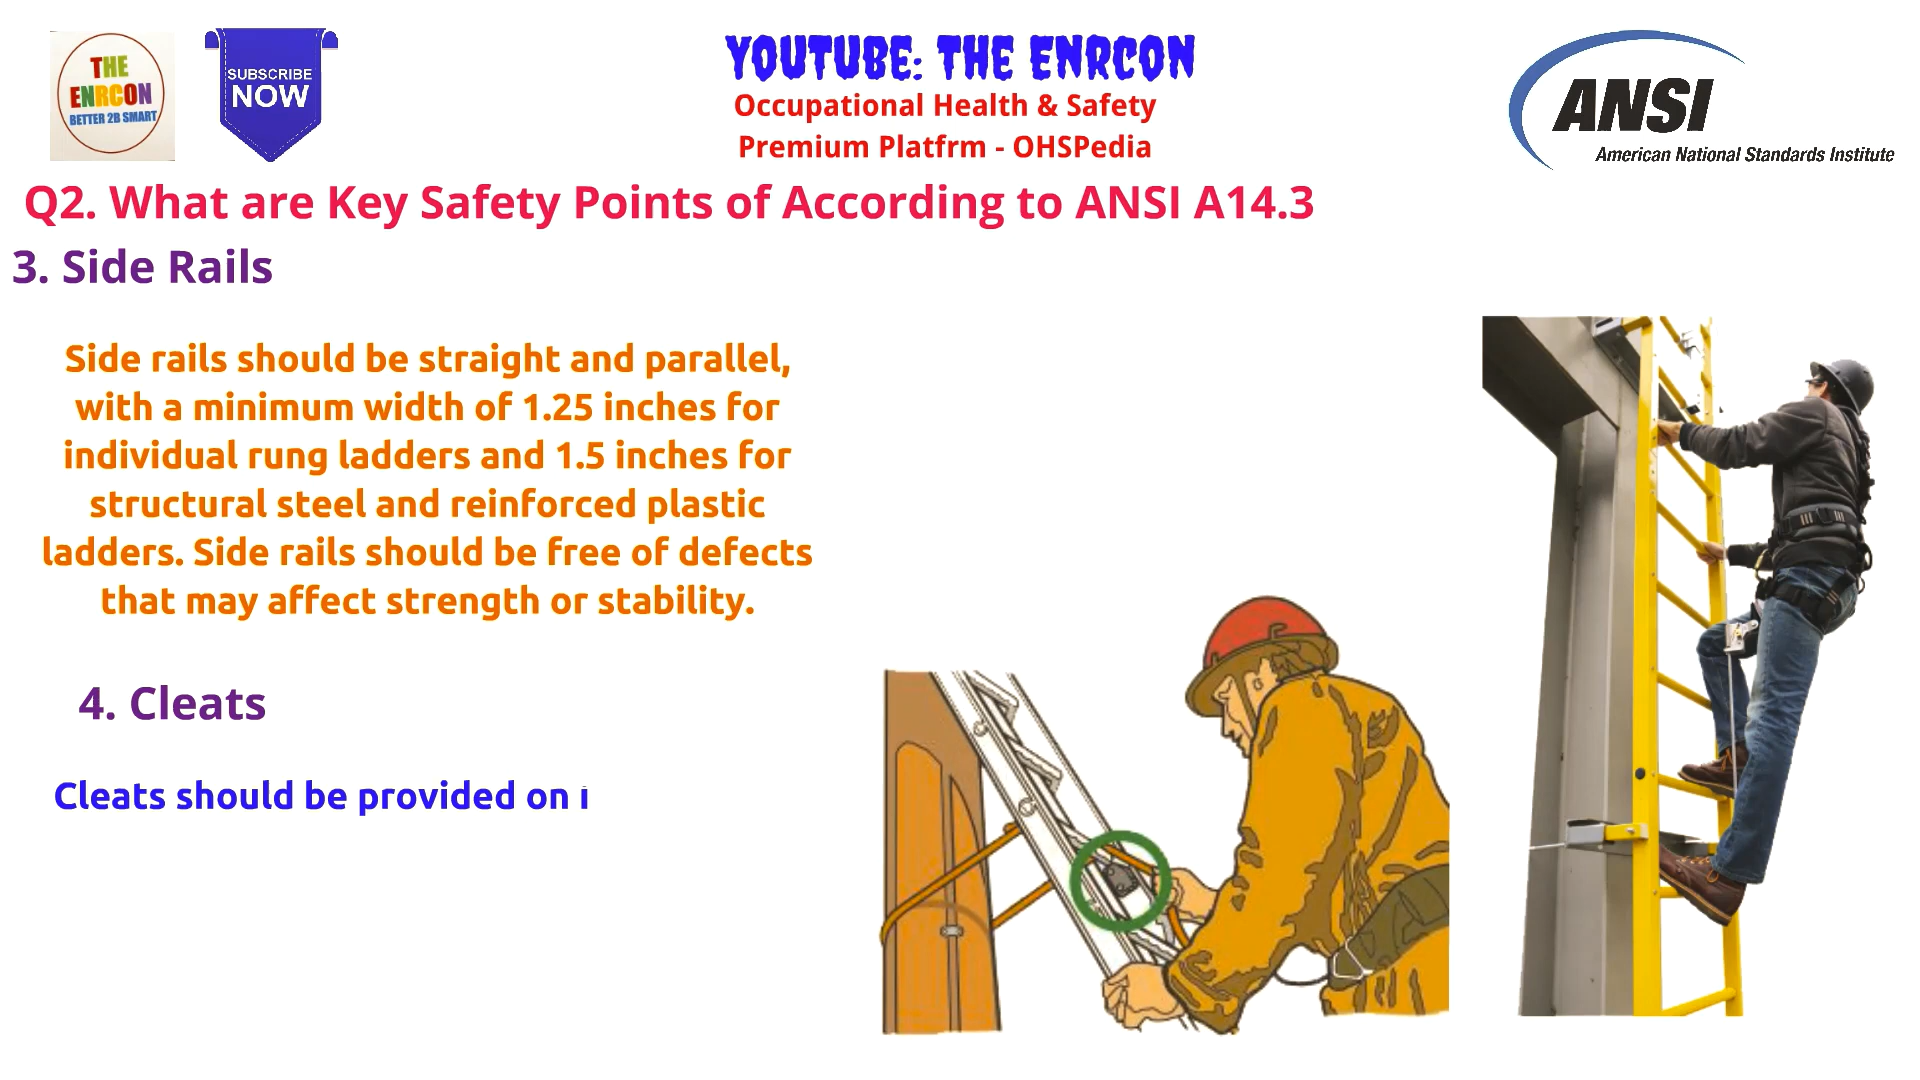 THE
ENRCON
BETTER 2B SMART
SUBSCRIBE
NOW
YOUTUBE: THE ENRCON
Occupational Health & Safety
Premium Platfrm - OHSPedia
ANSI
American National Standards Institute
Q2. What are Key Safety Points of According to ANSI A14.3
3. Side Rails
Side rails should be straight and parallel,
with a minimum width of 1.25 inches for
individual rung ladders and 1.5 inches for
structural steel and reinforced plastic
ladders. Side rails should be free of defects
that may affect strength or stability.
4. Cleats
Cleats should be provided on i